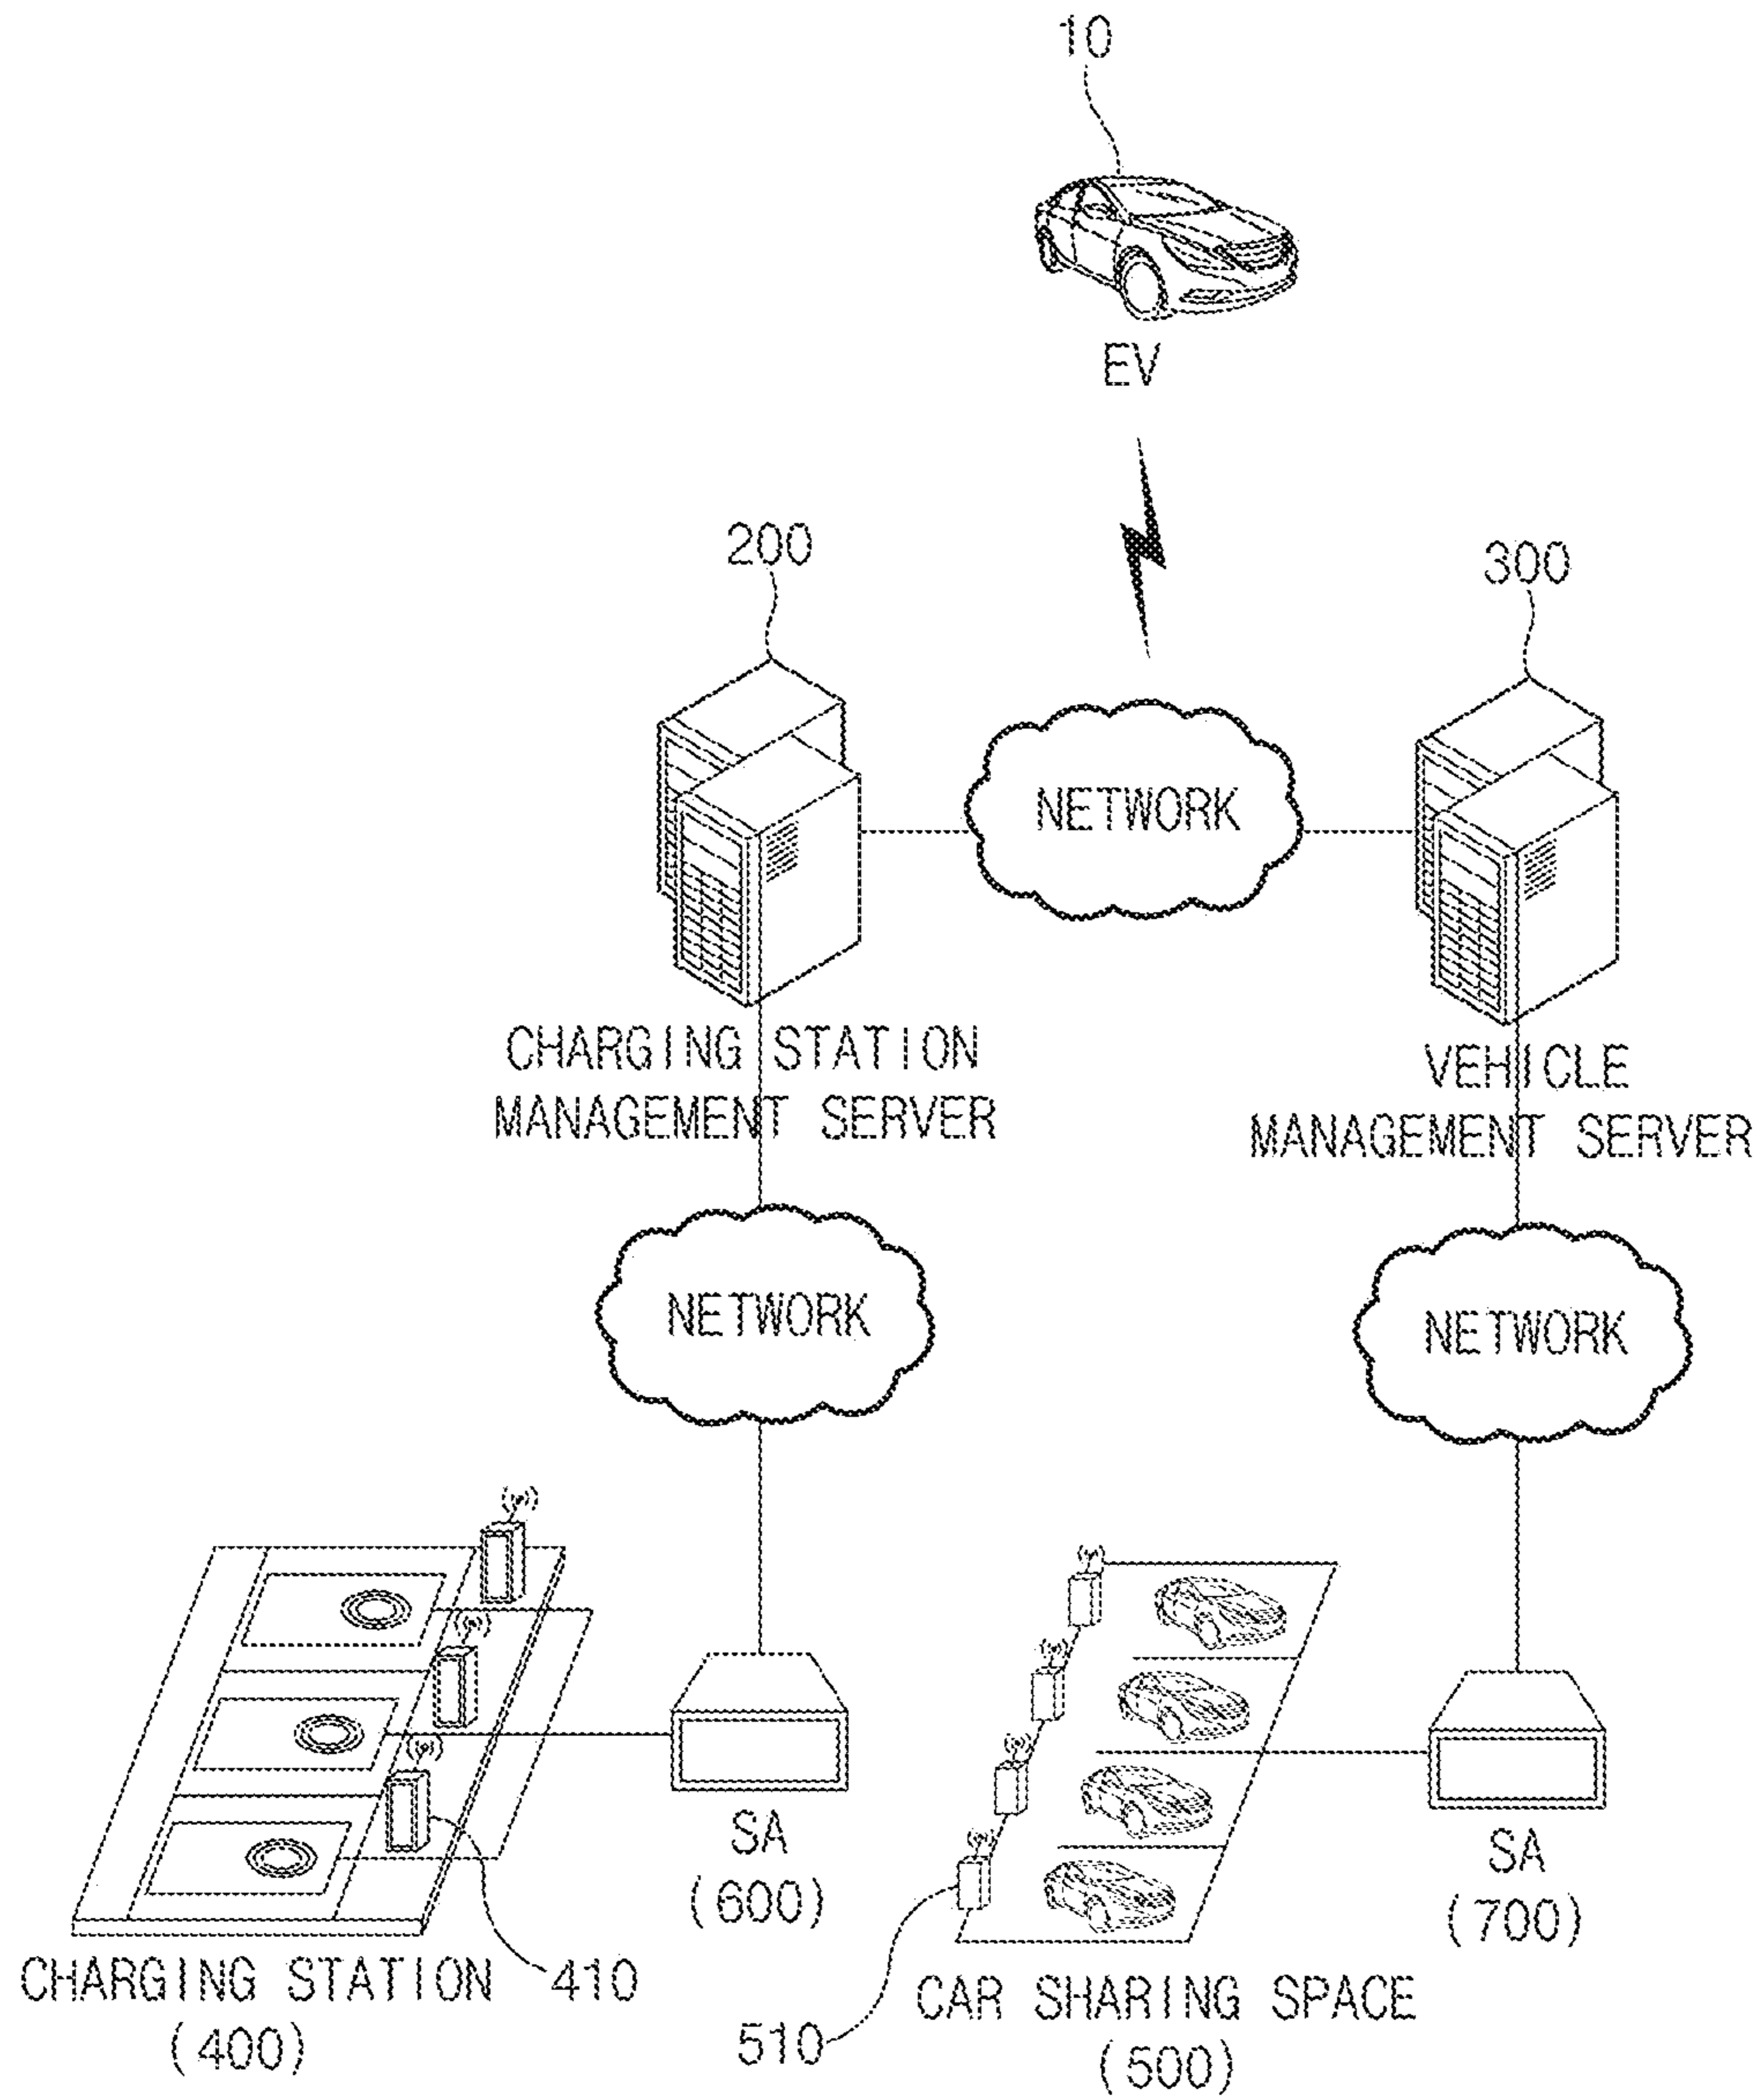 10
EV
200
300
NETWORK
CHARGING STATION
MANAGEMENT SERVER
VEHICLE
MANAGEMENT SERVER
NETWORK
NETWORK
SA
(600)
SA
(700)
CHARGING STATION
(400)
410
510
CAR SHARING SPACE
(500)